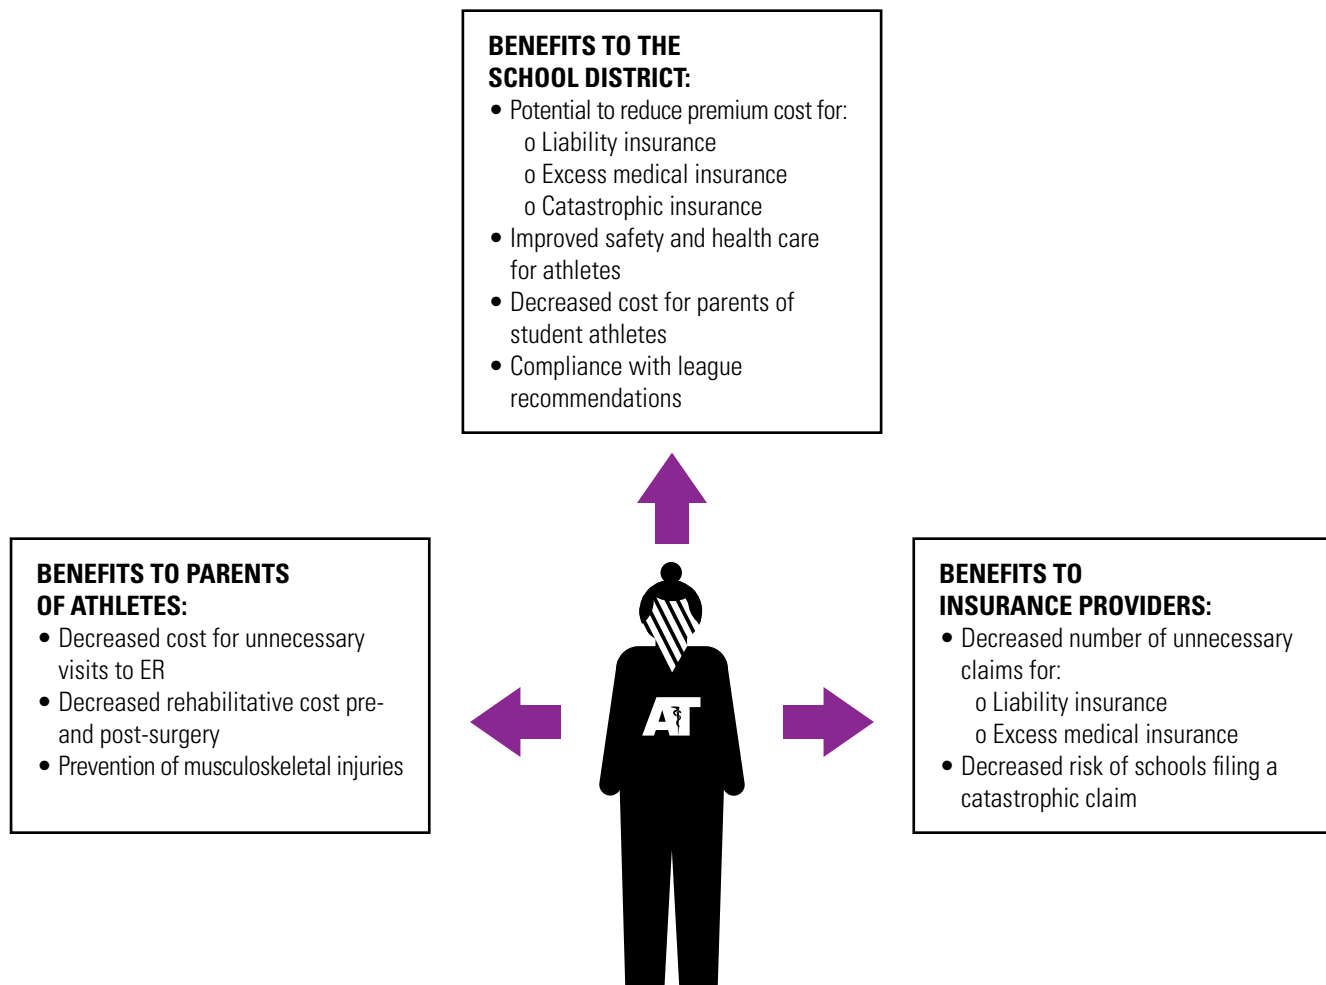 BENEFITS TO THE
SCHOOL DISTRICT:
• Potential to reduce premium cost for:
o Liability insurance
o Excess medical insurance
o Catastrophic insurance
• Improved safety and health care
for athletes
• Decreased cost for parents of
student athletes
• Compliance with league
recommendations
BENEFITS TO PARENTS
OF ATHLETES:
• Decreased cost for unnecessary
visits to ER
• Decreased rehabilitative cost pre-
and post-surgery
• Prevention of musculoskeletal injuries
AT
BENEFITS TO
INSURANCE PROVIDERS:
• Decreased number of unnecessary
claims for:
o Liability insurance
o Excess medical insurance
• Decreased risk of schools filing a
catastrophic claim